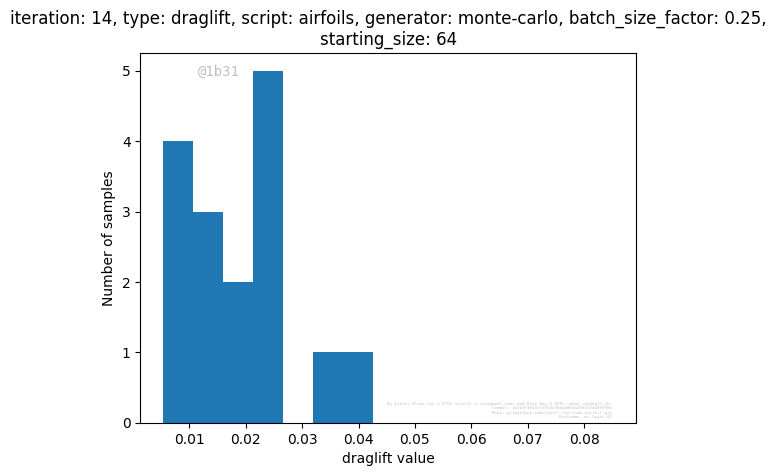 iteration: 14, type: draglift, script: airfoils, generator: monte-carlo, batch_size_factor: 0.25,
starting_size: 64
@1b31
5
4
3
2
1
0
Number of samples
0.01 0.02 0.03 0.04 0.05 0.06 0.07 0.08
draglift value